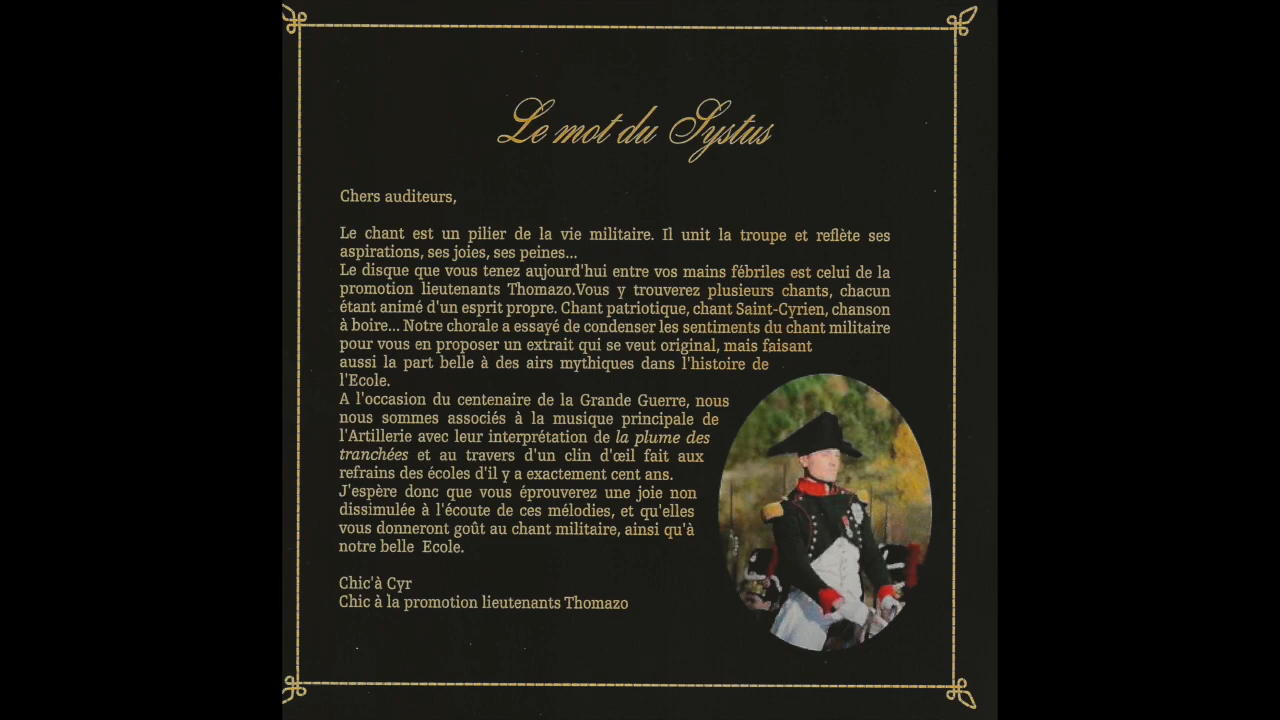 Le mot du Systus
Chers auditeurs,
Le chant est un pilier de la vie militaire. Il unit la troupe et reflète ses
aspirations, ses joies, ses peines...
Le disque que vous tenez aujourd'hui entre vos mains fébriles est celui de la
promotion lieutenants Thomazo.Vous y trouverez plusieurs chants, chacun
étant animé d'un esprit propre. Chant patriotique, chant Saint-Cyrien, chanson
à boire... Notre chorale a essayé de condenser les sentiments du chant militaire
pour vous en proposer un extrait qui se veut original, mais faisant
aussi la part belle à des airs mythiques dans l'histoire de
l'Ecole.
A l'occasion du centenaire de la Grande Guerre, nous
nous sommes associés à la musique principale de
l'Artillerie avec leur interprétation de la plume des
tranchées et au travers d'un clin d'œil fait aux
refrains des écoles d'il y a exactement cent ans.
J'espère donc que vous éprouverez une joie non
dissimulée à l'écoute de ces mélodies, et qu'elles
vous donneront goût au chant militaire, ainsi qu'à
notre belle Ecole.
Chic'à Cyr
Chic à la promotion lieutenants Thomazo